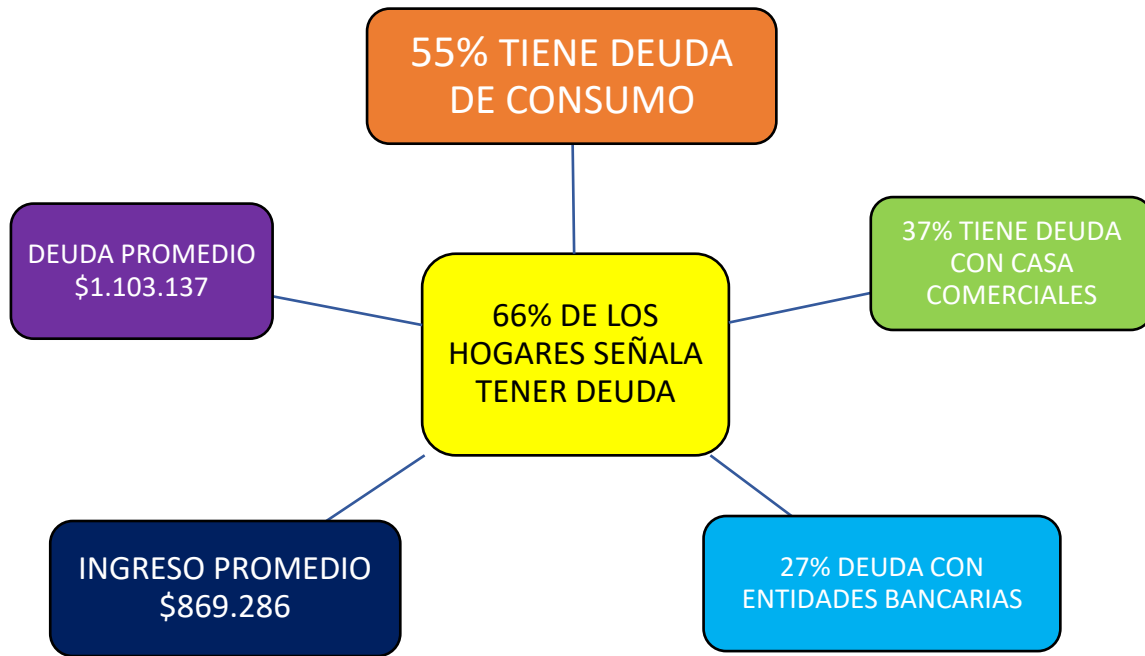 55% TIENE DEUDA
DE CONSUMO
DEUDA PROMEDIO
$1.103.137
37% TIENE DEUDA
CON CASA
COMERCIALES
66% DE LOS
HOGARES SEÑALA
TENER DEUDA
INGRESO PROMEDIO
$869.286
27% DEUDA CON
ENTIDADES BANCARIAS